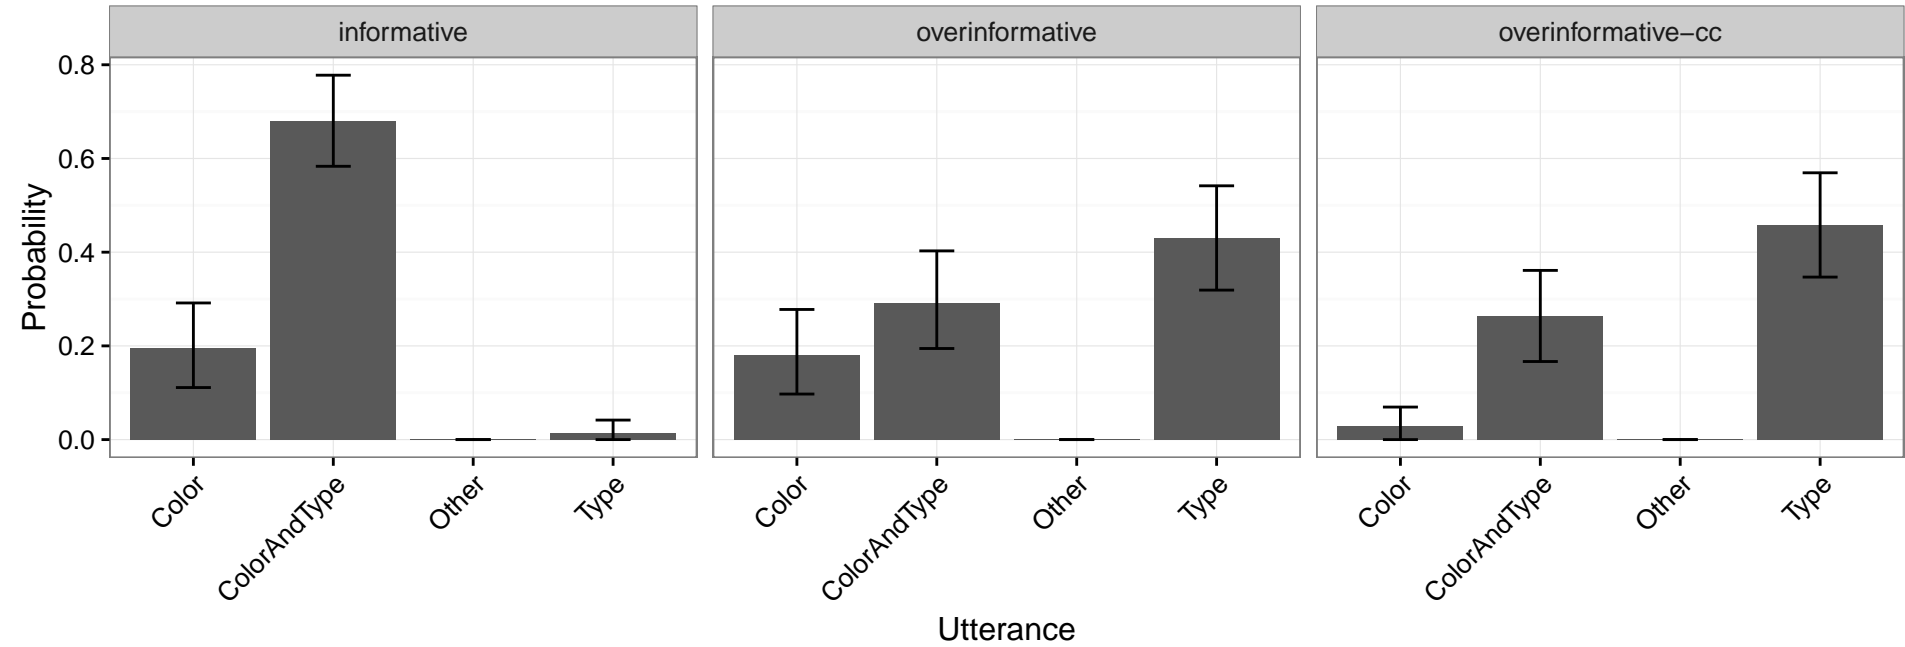 informative overinformative overinformative−cc
0.8
0.6
0.4
0.2
0.0
Probability
Color ColorAndType Other Type Color ColorAndType Other Type Color ColorAndType Other Type
Utterance